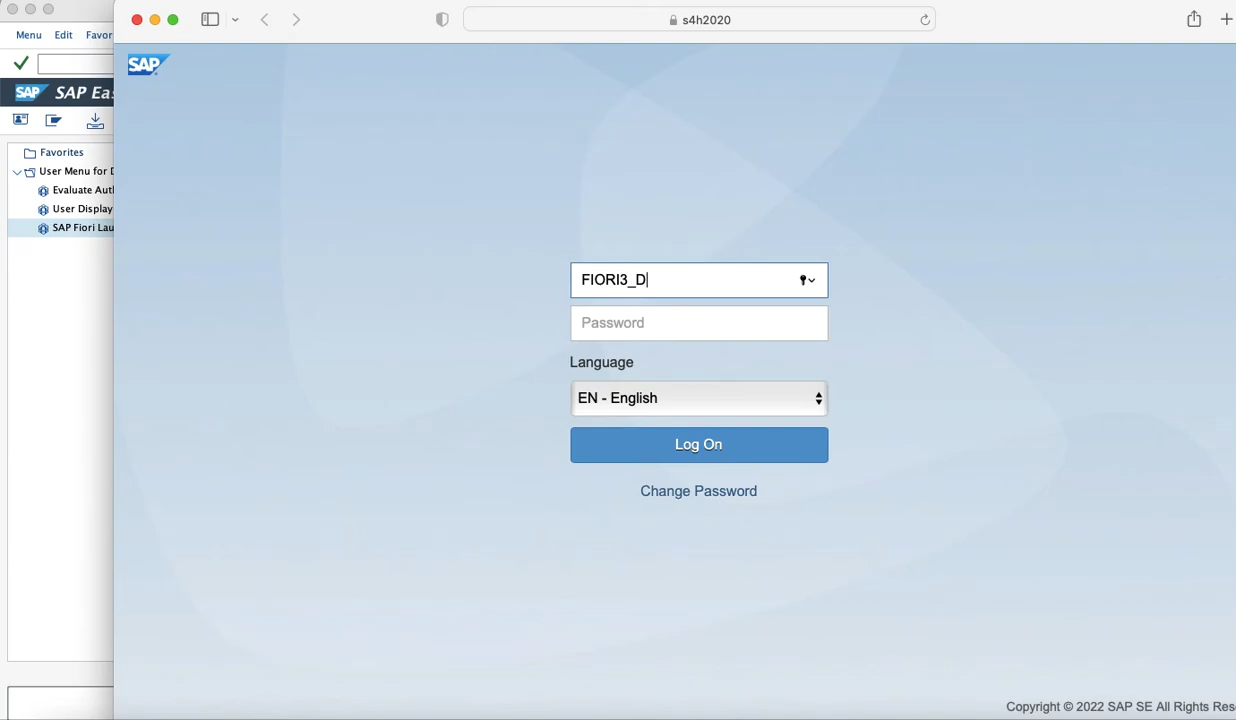 s4h2020
Menu Edit Favor
SAP SAP Eas
SAP
Favorites
User Menu for D
Evaluate Auth
User Display
SAP Fiori Lau
FIORI3_D
Password
Language
EN - English
Log On
Change Password
Copyright © 2022 SAP SE All Rights Res